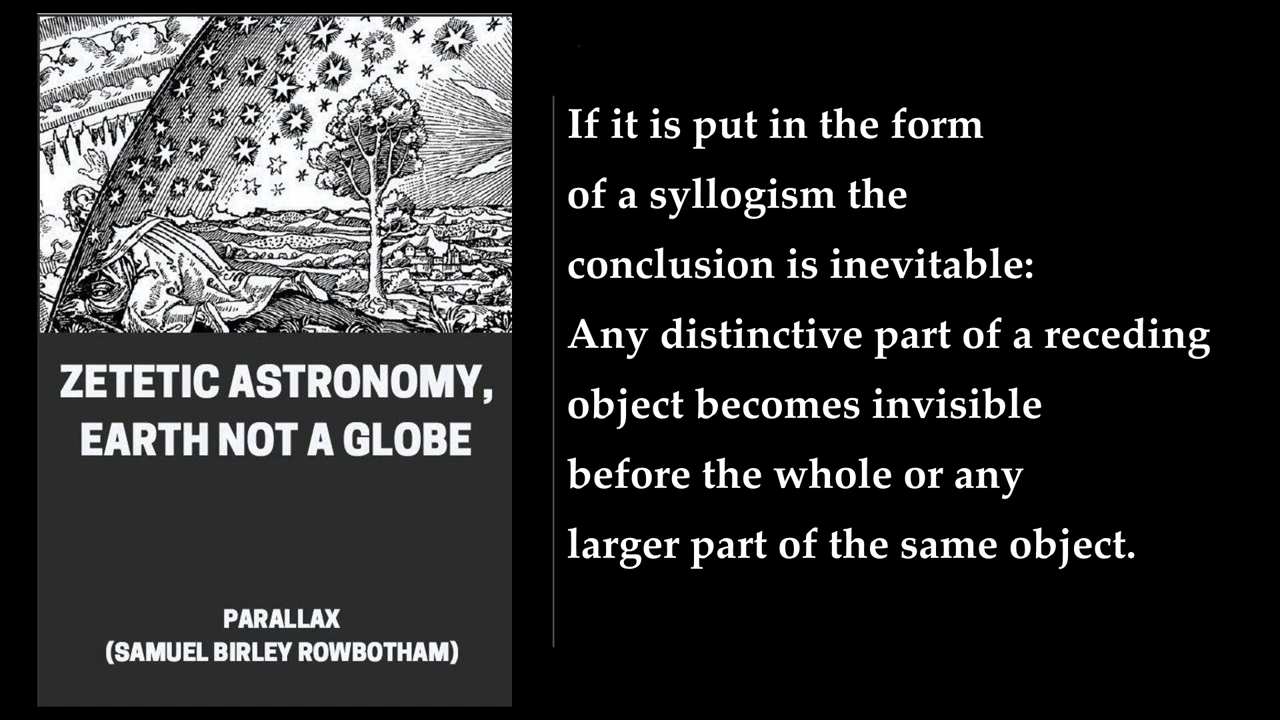 ZETETIC ASTRONOMY,
EARTH NOT A GLOBE
PARALLAX
(SAMUEL BIRLEY ROWBOTHAM)
If it is put in the form
of a syllogism the
conclusion is inevitable:
Any distinctive part of a receding
object becomes invisible
before the whole or any
larger part of the same object.